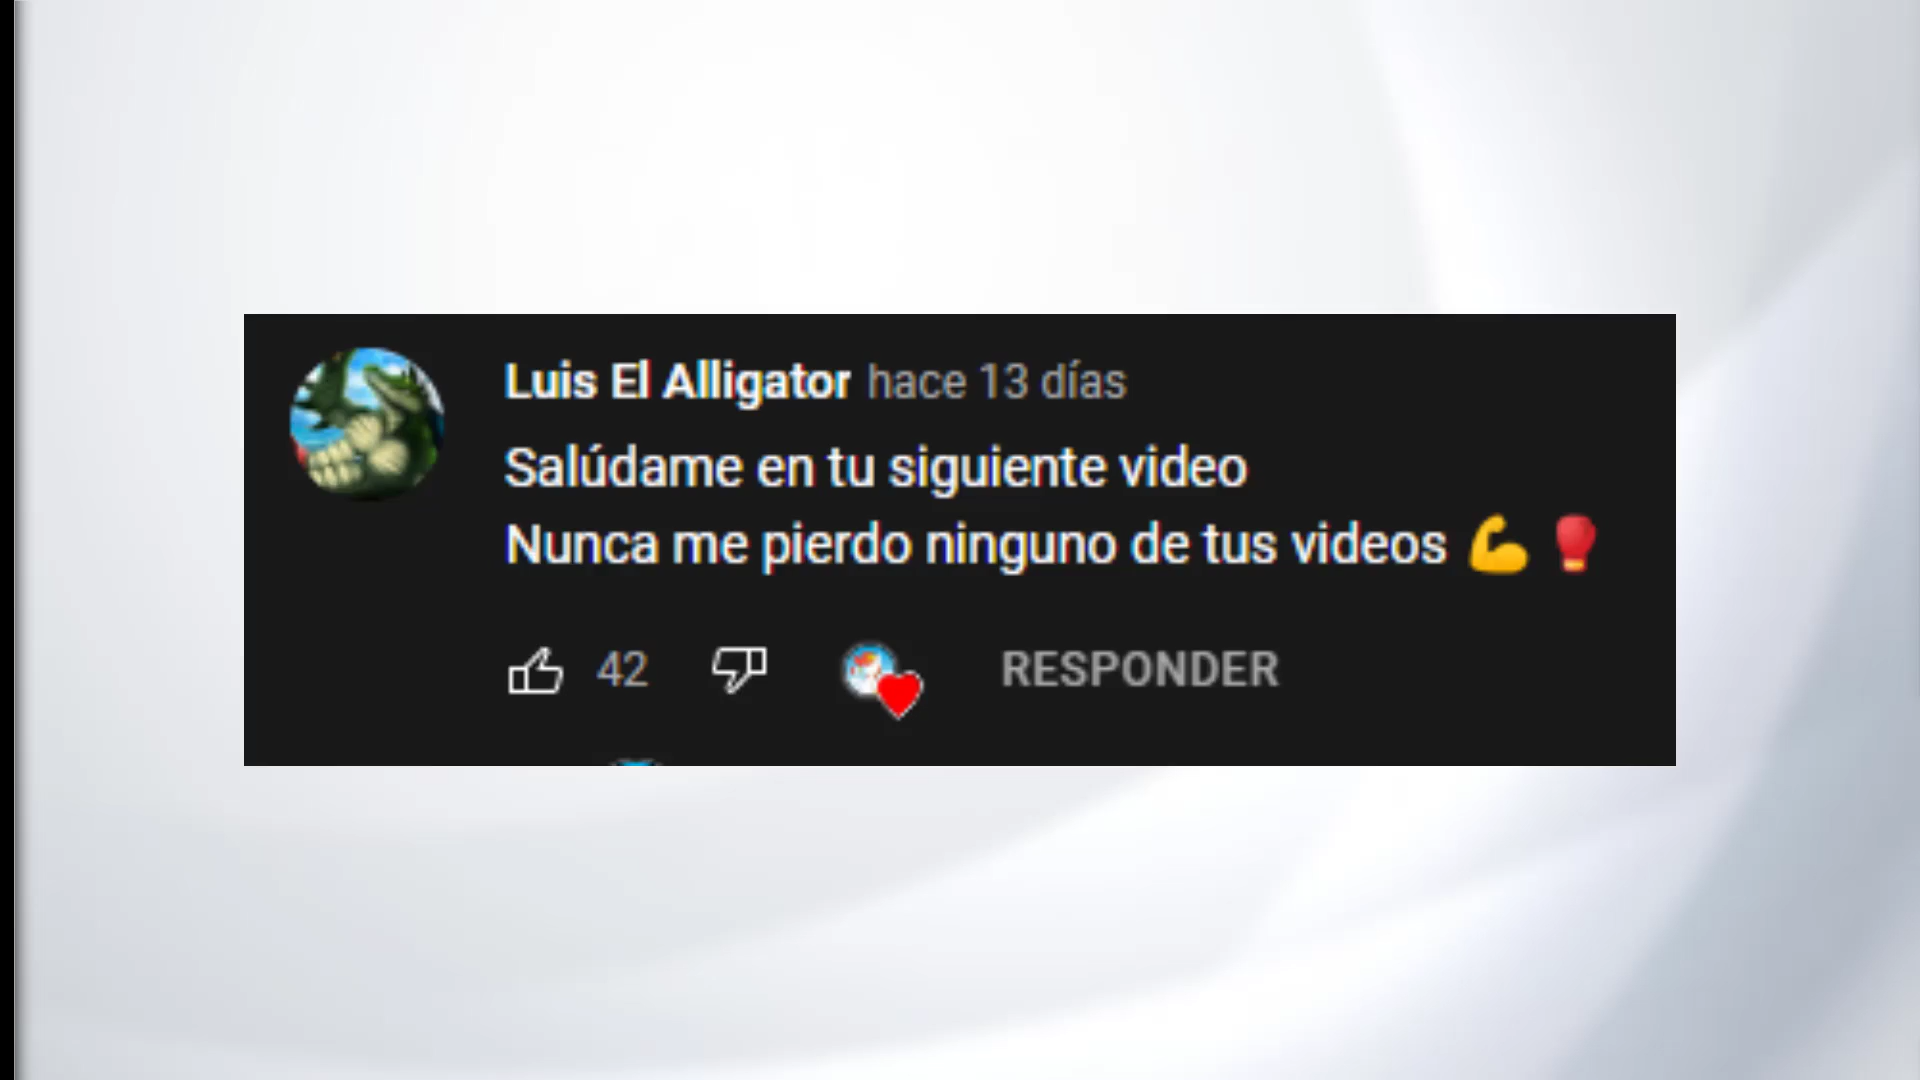 Luis El Alligator hace 13 días
Salúdame en tu siguiente video
Nunca me pierdo ninguno de tus videos 💪 🥊
42 RESPONDER